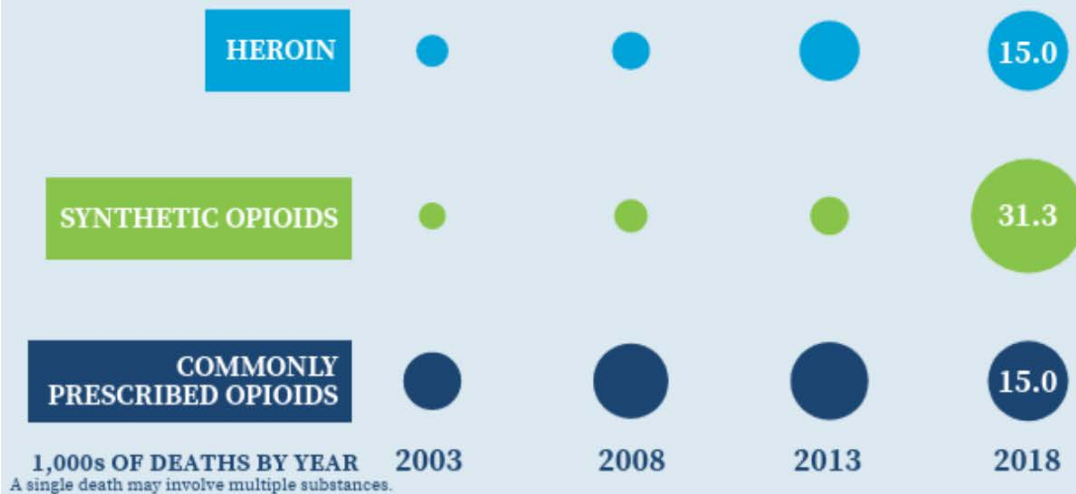 HEROIN
15.0
SYNTHETIC OPIOIDS
31.3
COMMONLY
PRESCRIBED OPIOIDS
15.0
1,000s OF DEATHS BY YEAR 2003 2008 2013 2018
A single death may involve multiple substances.